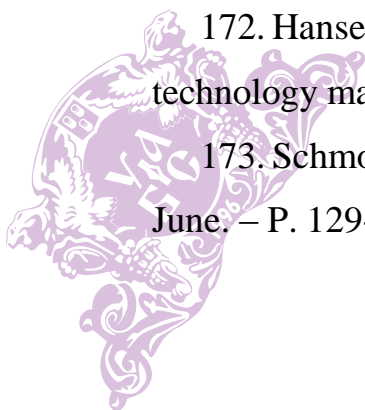 172. Hanse
technology ma
173. Schmo
June. – P. 129-